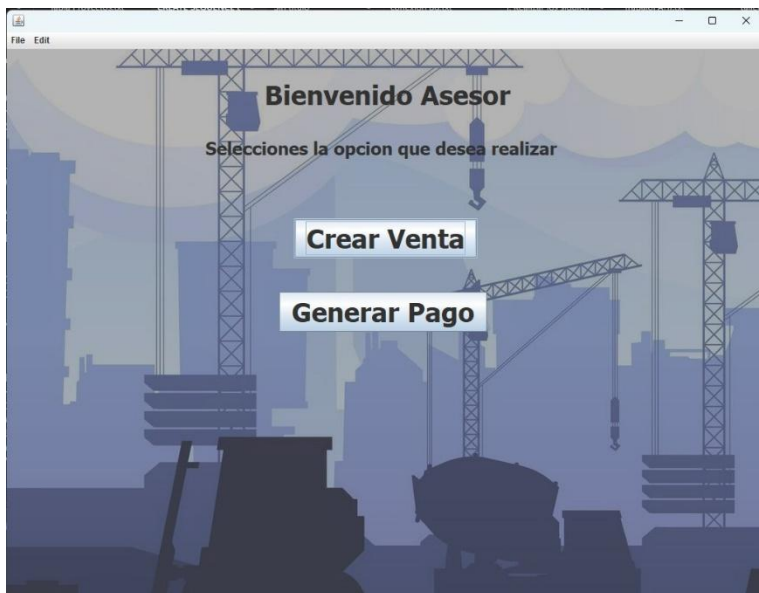 File Edit
Bienvenido Asesor
Selecciones la opcion que desea realizar
Crear Venta
Generar Pago